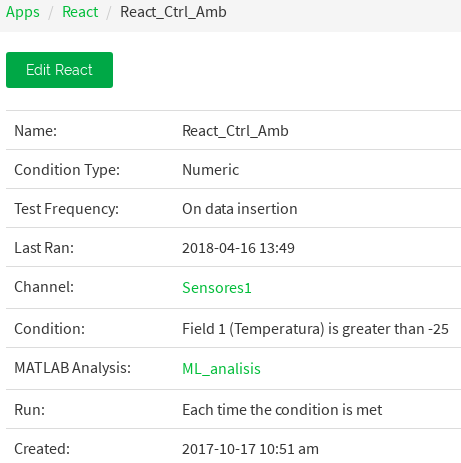 Apps / React / React_Ctrl_Amb
Edit React
Name: React_Ctrl_Amb
Condition Type: Numeric
Test Frequency: On data insertion
Last Ran: 2018-04-16 13:49
Channel: Sensores1
Condition: Field 1 (Temperatura) is greater than -25
MATLAB Analysis: ML_analisis
Run: Each time the condition is met
Created: 2017-10-17 10:51 am